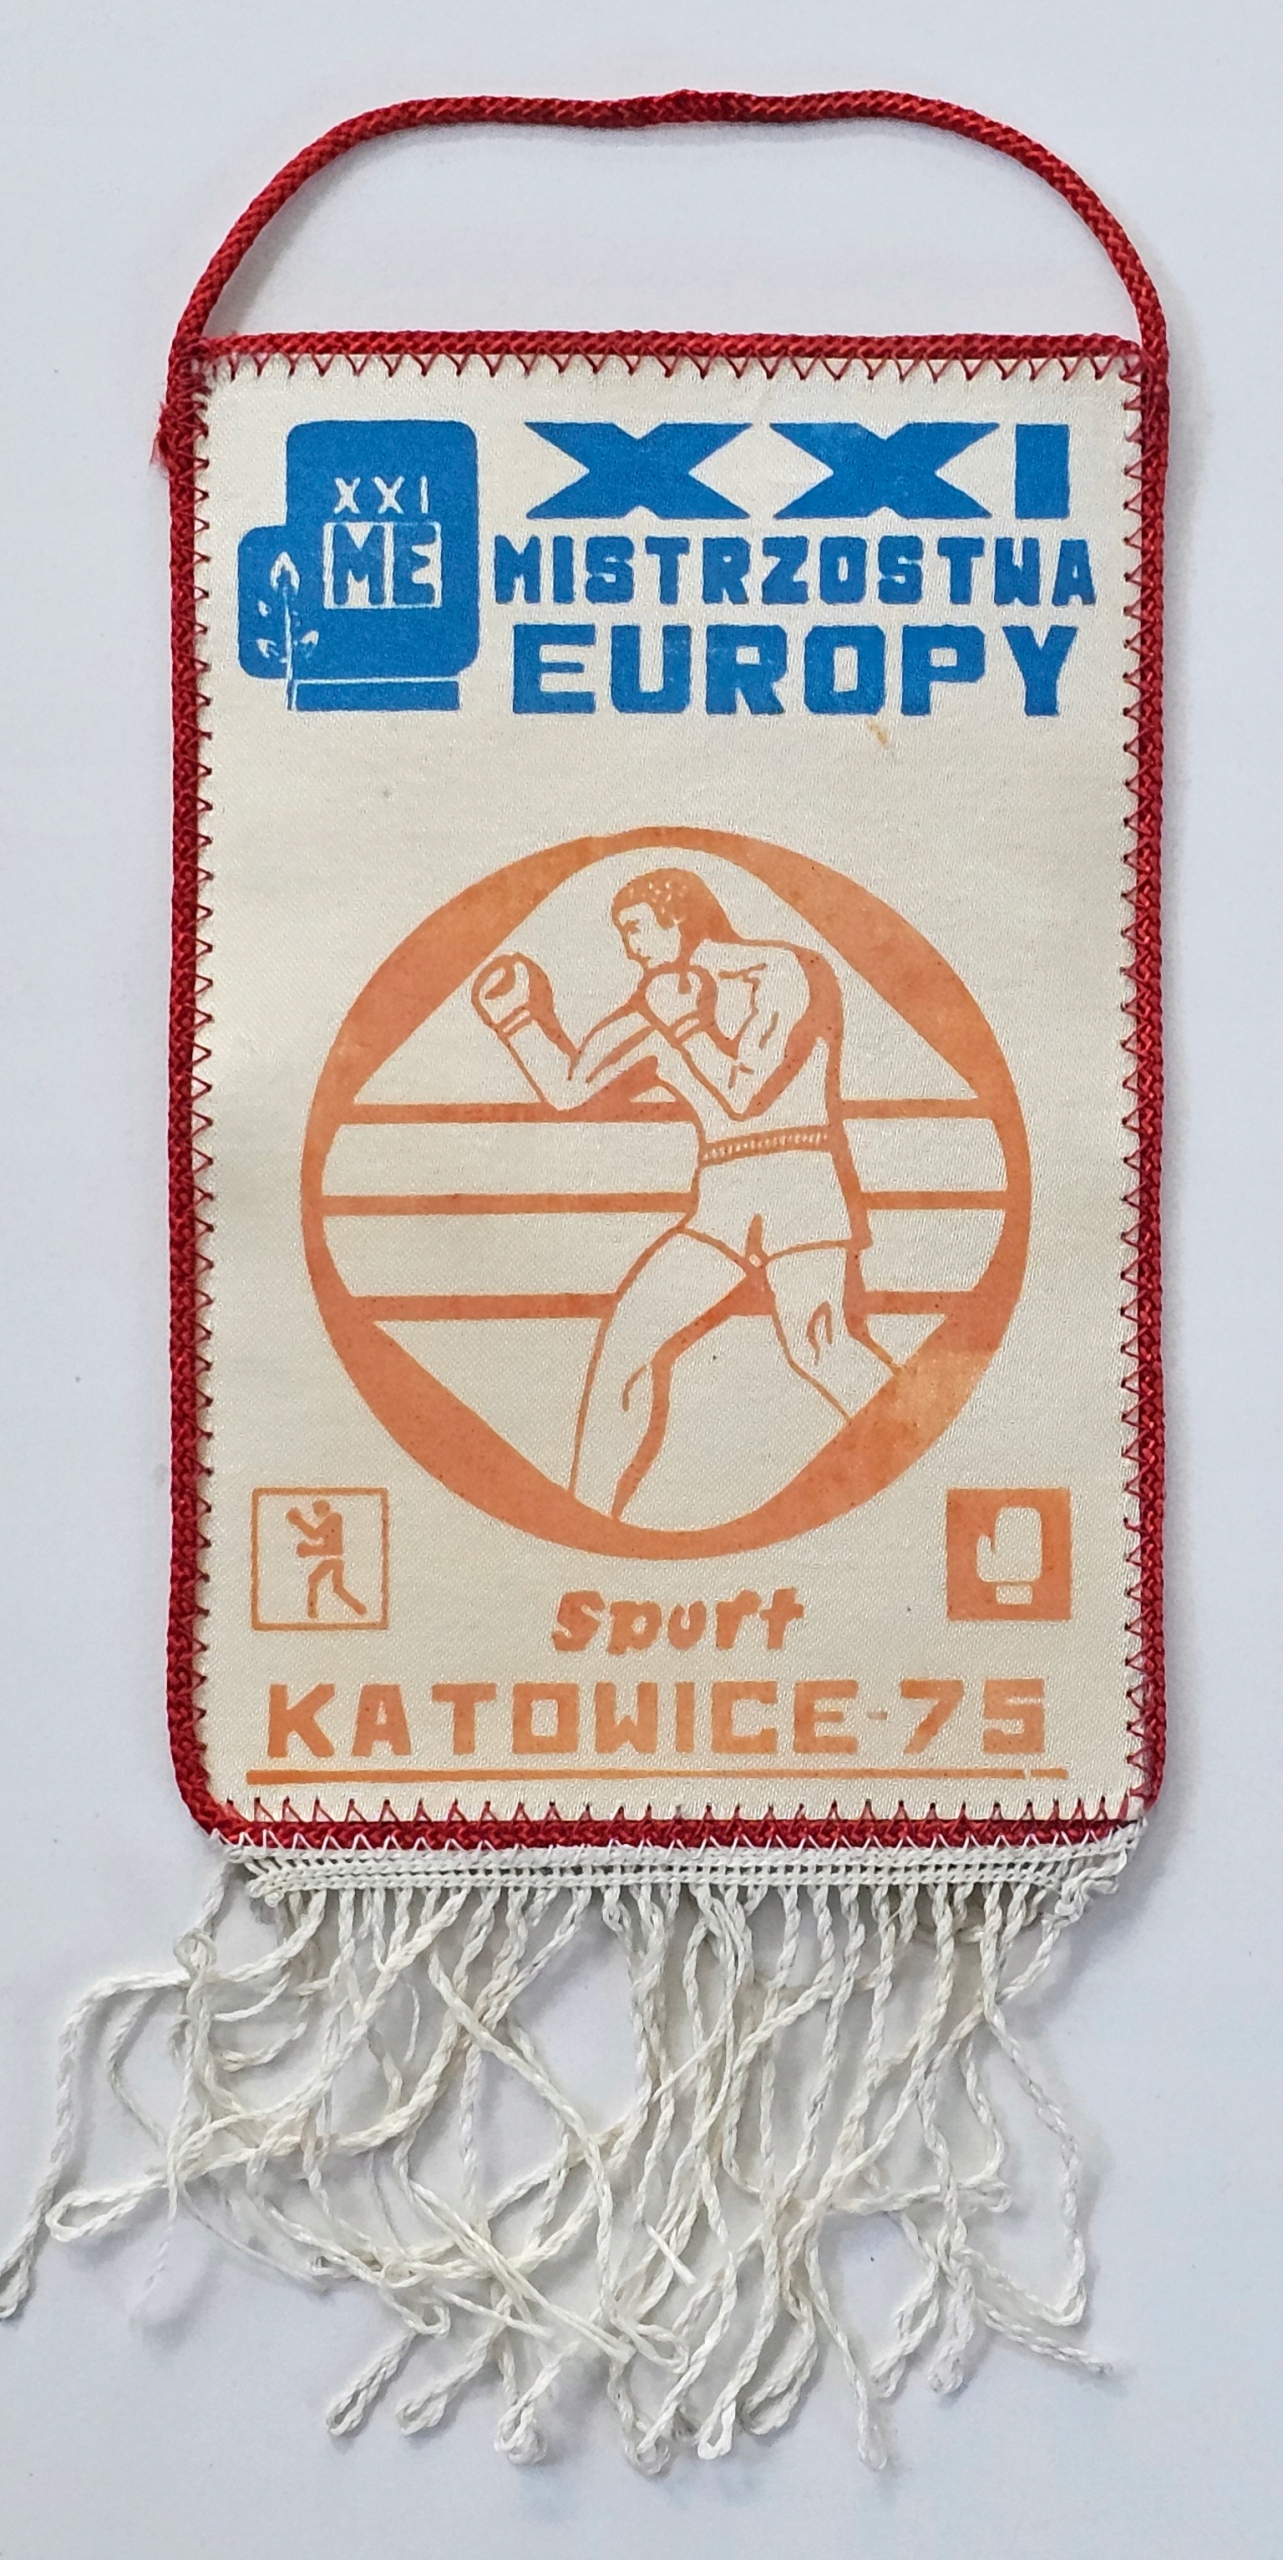 XXI
ME
XXI
MISTRZOSTWA
EUROPY
Sport
KATOWICE-75